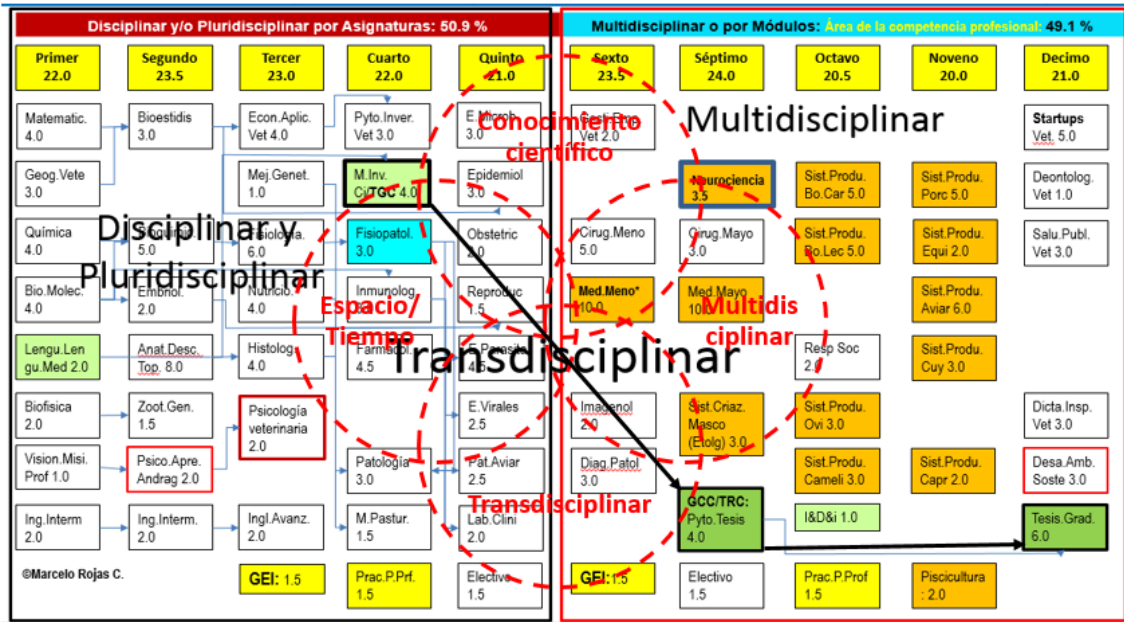 Disciplinar y/o Pluridisciplinar por Asignaturas: 50.9 %
Multidisciplinar o por Módulos: Área de la competencia profesional: 49.1 %
Primer
22.0
Segundo
23.5
Tercer
23.0
Cuarto
22.0
Quinto
21.0
Sexto
23.5
Séptimo
24.0
Octavo
20.5
Noveno
20.0
Decimo
21.0
Matematic.
4.0
Bioestidis
3.0
Econ.Aplic.
Vet 4.0
Pyto.Inver.
Vet 3.0
E.Microb.
3.0
Vet 2.0
Startups
Vet. 5.0
Conocimiento
científico
Multidisciplinar
Geog.Vete
3.0
Mej.Genet.
1.0
M.Inv.
Ci/TGC 4.0
Epidemiol
3.0
Neurociencia
3.5
Sist.Produ.
Bo.Car 5.0
Sist.Produ.
Porc 5.0
Deontolog.
Vet 1.0
Disciplinar y
Pluridisciplinar
Química
4.0
5.0
Fisiología.
6.0
Fisiopatol.
3.0
Obstetric
2.0
Cirug.Meno
5.0
Cirug.Mayo
3.0
Sist.Produ.
Bo.Lec 5.0
Sist.Produ.
Equi 2.0
Salu.Publ.
Vet 3.0
Bio.Molec.
4.0
Embriol.
2.0
Nutricio.
4.0
Inmunolog.
Reproduc
1.5
Med.Meno*
10.0
Med.Mayo
10.0
Sist.Produ.
Aviar 6.0
Espacio/
Tiempo
Multidis
ciplinar
Transdisciplinar
Lengu.Len
gu.Med 2.0
Anat.Desc.
Top. 8.0
Histolog.
4.0
Farmacol.
4.5
E.Parasita
Resp Soc
2.0
Sist.Produ.
Cuy 3.0
Biofisica
2.0
Zoot.Gen.
1.5
Psicología
veterinaria
2.0
E.Virales
2.5
Imagenol
2.0
Sist.Criaz.
Masco
(Etolg) 3.0
Sist.Produ.
Ovi 3.0
Dicta.Insp.
Vet 3.0
Vision.Misi.
Prof 1.0
Psico.Apre.
Andrag 2.0
Patología
3.0
Pat.Aviar
2.5
Diag.Patol
3.0
Sist.Produ.
Cameli 3.0
Sist.Produ.
Capr 2.0
Desa.Amb.
Soste 3.0
Transdisciplinar
Ing.Interm
2.0
Ing.Interm.
2.0
Ingl.Avanz.
2.0
M.Pastur.
1.5
Lab.Clini
2.0
GCC/TRC:
Pyto.Tesis
4.0
I&D&i 1.0
Tesis.Grad.
6.0
©Marcelo Rojas C.
GEI: 1.5
Prac.P.Prf.
1.5
Electivo
1.5
GEI: 1.5
Electivo
1.5
Prac.P.Prof
1.5
Piscicultura
: 2.0